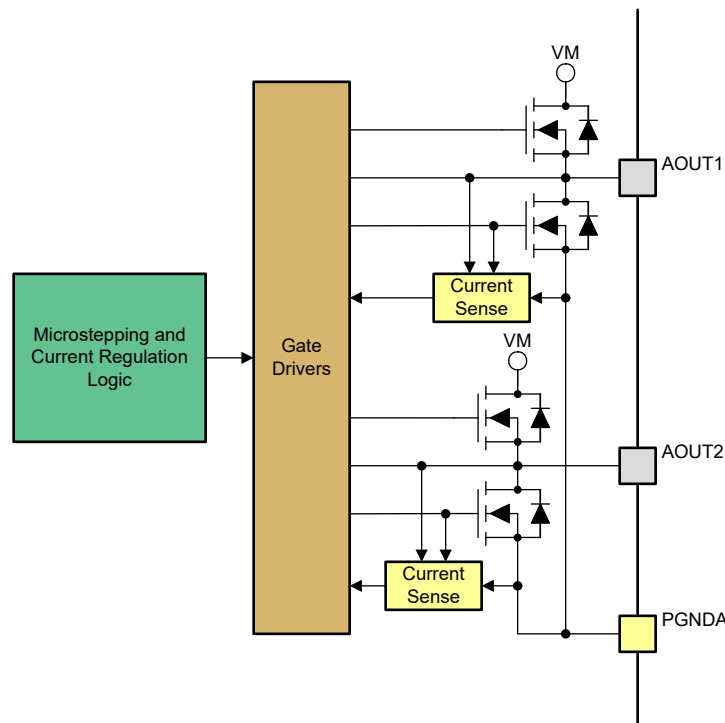 VM
AOUT1
Current
Sense
Microstepping and
Current Regulation
Logic
Gate
Drivers
VM
AOUT2
Current
Sense
PGNDA